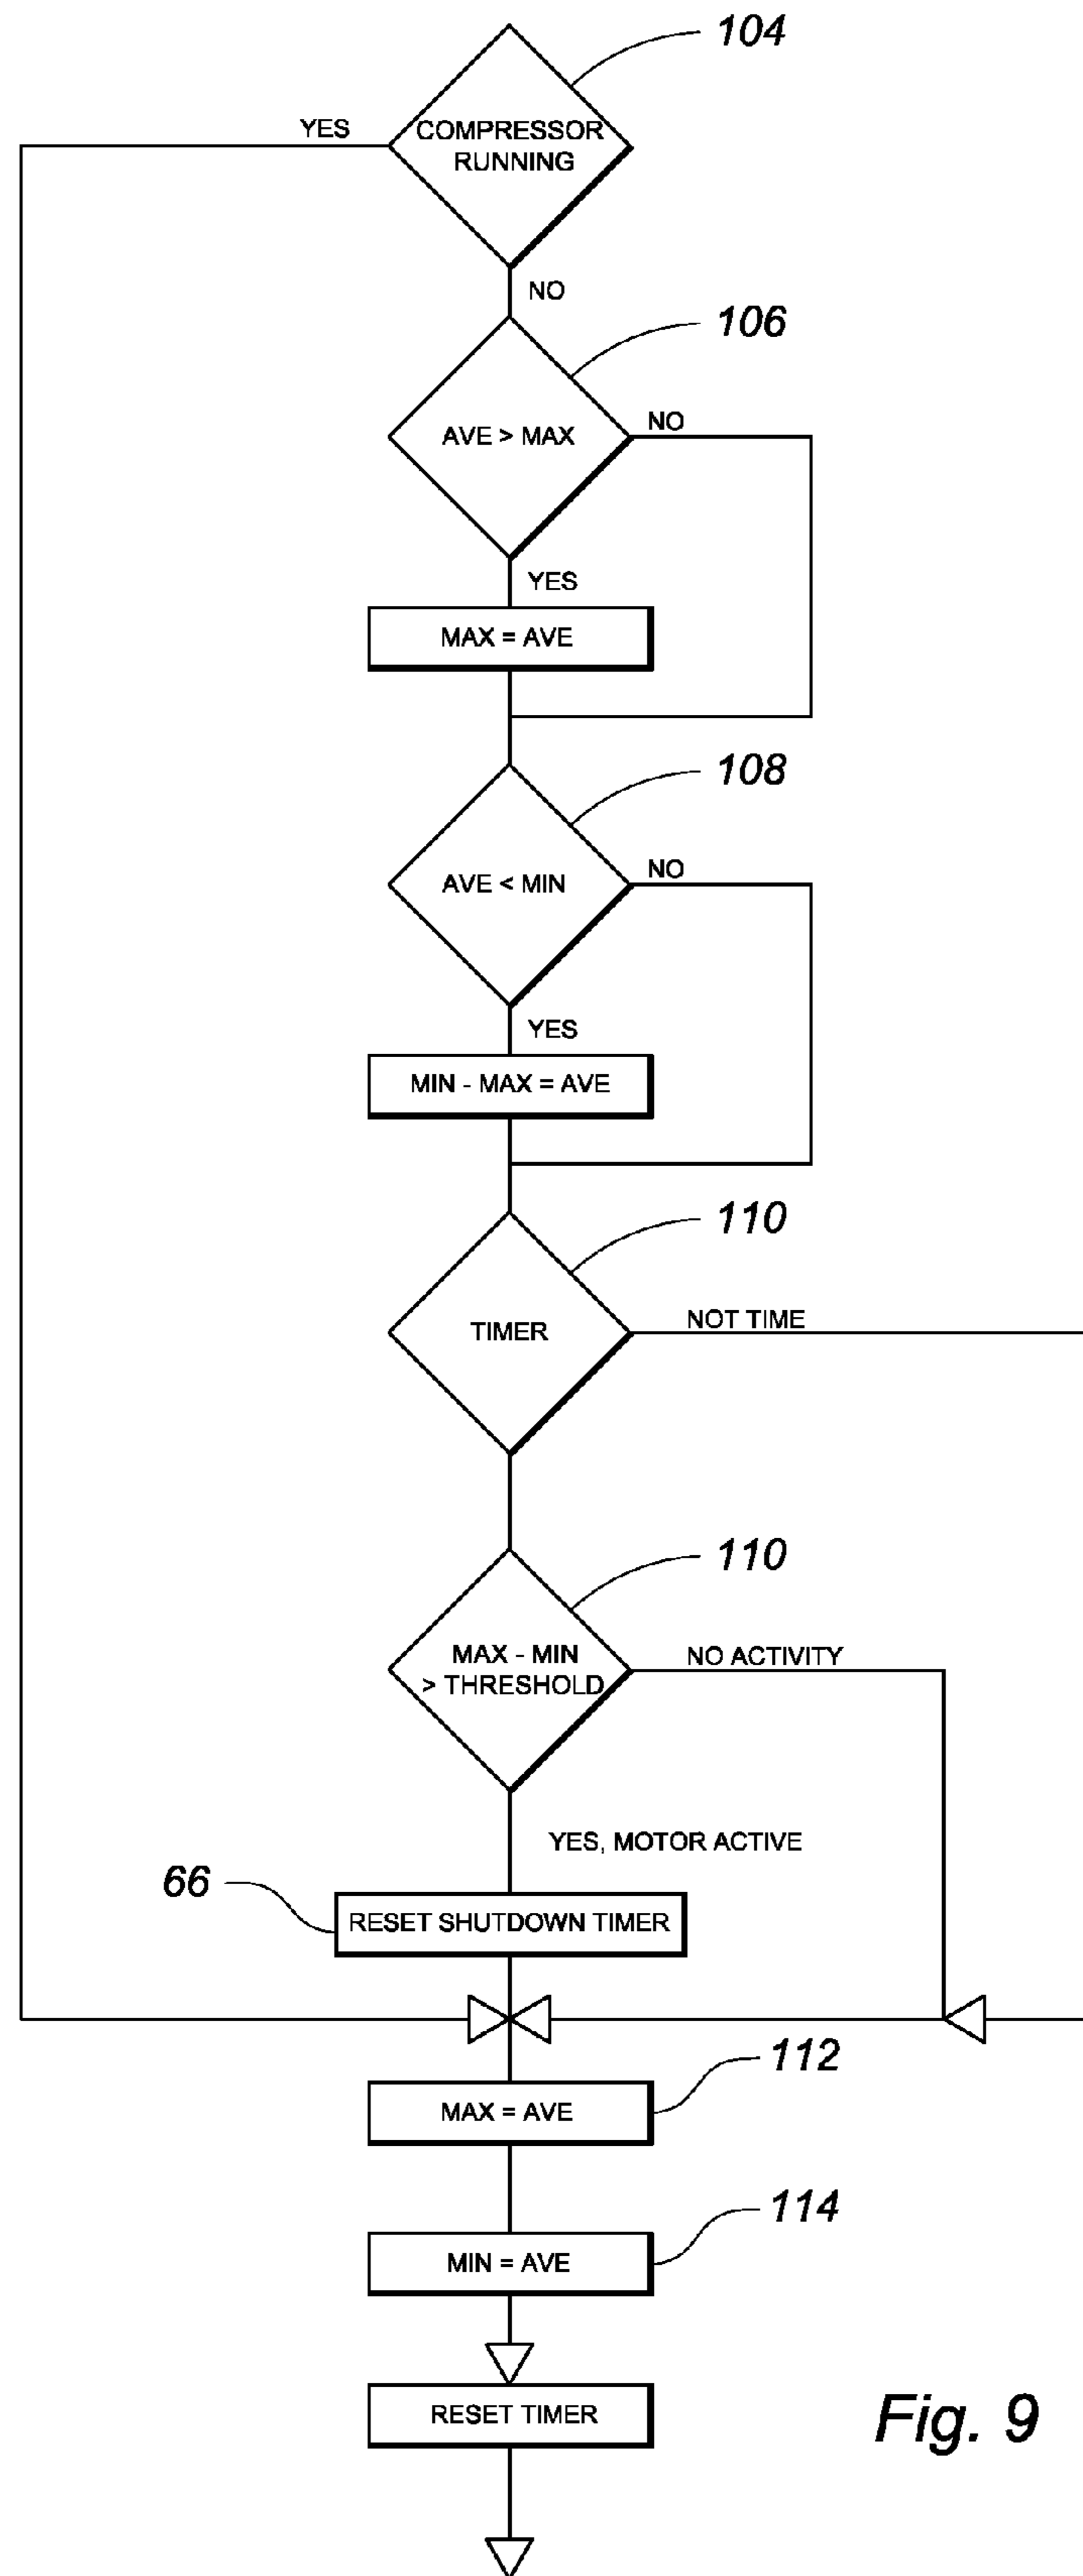 104
YES
COMPRESSOR
RUNNING
NO
106
AVE > MAX
NO
YES
MAX = AVE
108
AVE < MIN
NO
YES
MIN - MAX = AVE
110
TIMER
NOT TIME
110
MAX - MIN
> THRESHOLD
NO ACTIVITY
YES, MOTOR ACTIVE
66
RESET SHUTDOWN TIMER
112
MAX = AVE
114
MIN = AVE
RESET TIMER
Fig. 9